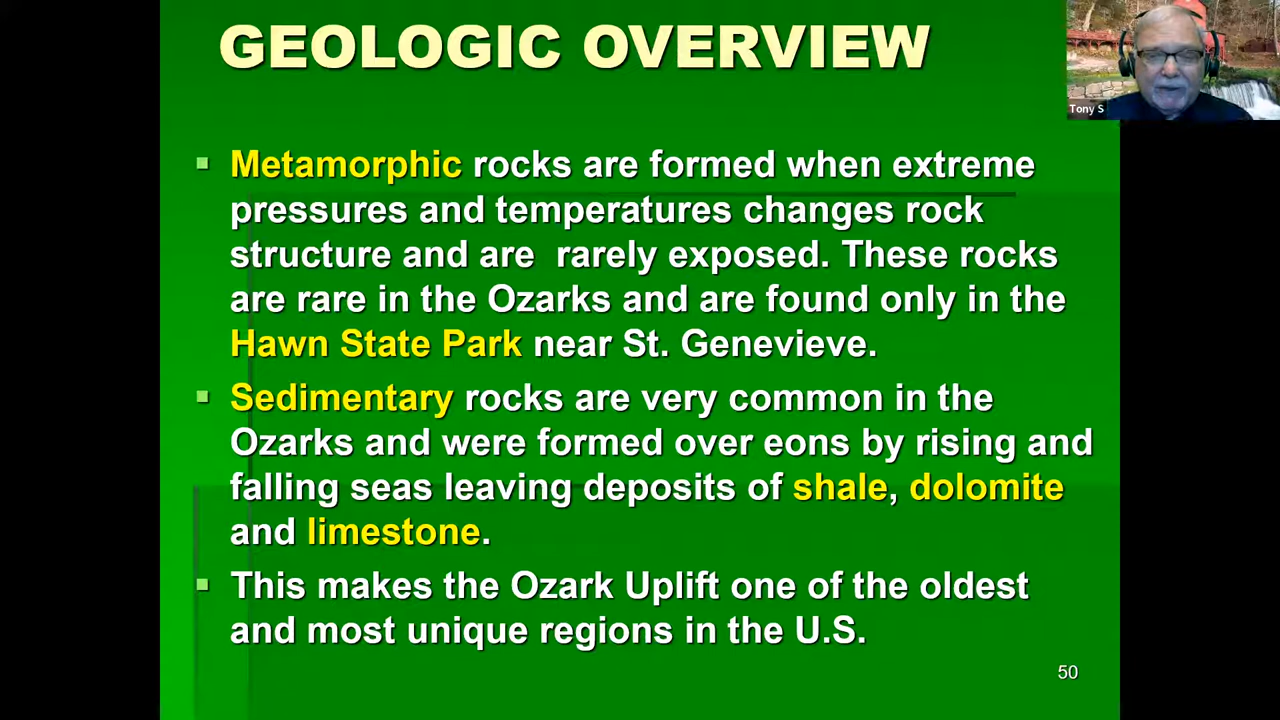 GEOLOGIC OVERVIEW
Tony S
Metamorphic rocks are formed when extreme
pressures and temperatures changes rock
structure and are  rarely exposed. These rocks
are rare in the Ozarks and are found only in the
Hawn State Park near St. Genevieve.
Sedimentary rocks are very common in the
Ozarks and were formed over eons by rising and
falling seas leaving deposits of shale, dolomite
and limestone.
This makes the Ozark Uplift one of the oldest
and most unique regions in the U.S.
50